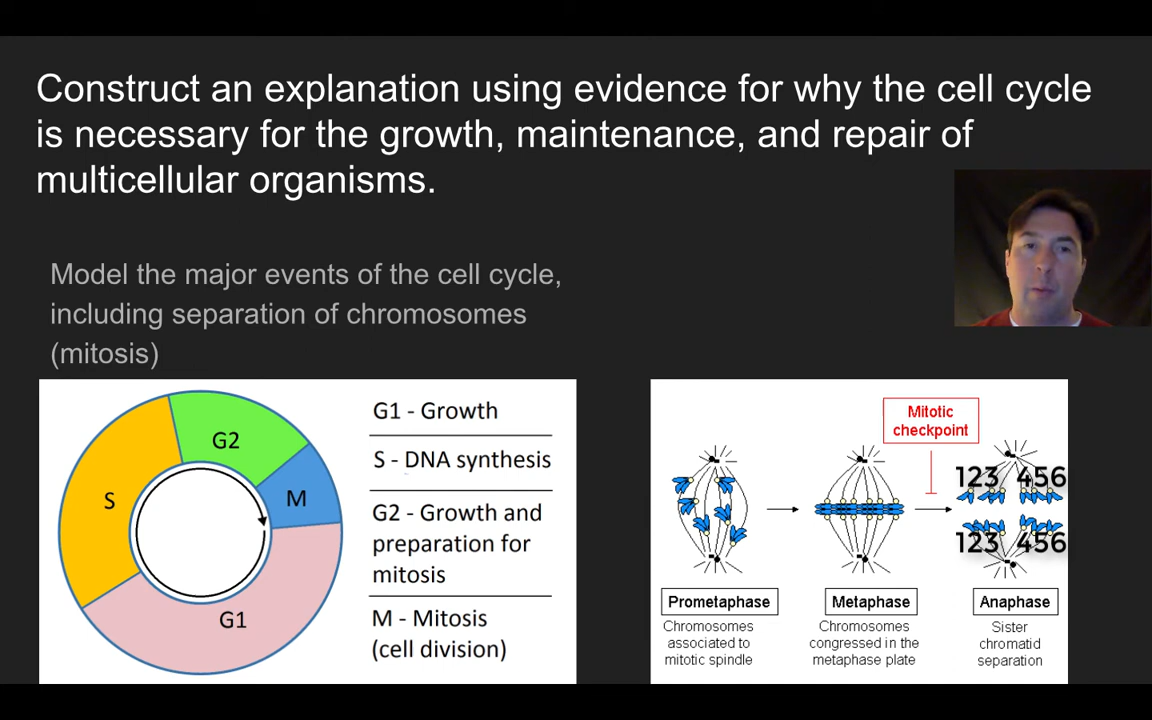 Construct an explanation using evidence for why the cell cycle
is necessary for the growth, maintenance, and repair of
multicellular organisms.
Model the major events of the cell cycle,
including separation of chromosomes
(mitosis)
G2
S
M
G1
G1 - Growth
S - DNA synthesis
G2 - Growth and
preparation for
mitosis
M - Mitosis
(cell division)
Mitotic
checkpoint
123 456
123 456
Prometaphase
Chromosomes
associated to
mitotic spindle
Metaphase
Chromosomes
congressed in the
metaphase plate
Anaphase
Sister
chromatid
separation